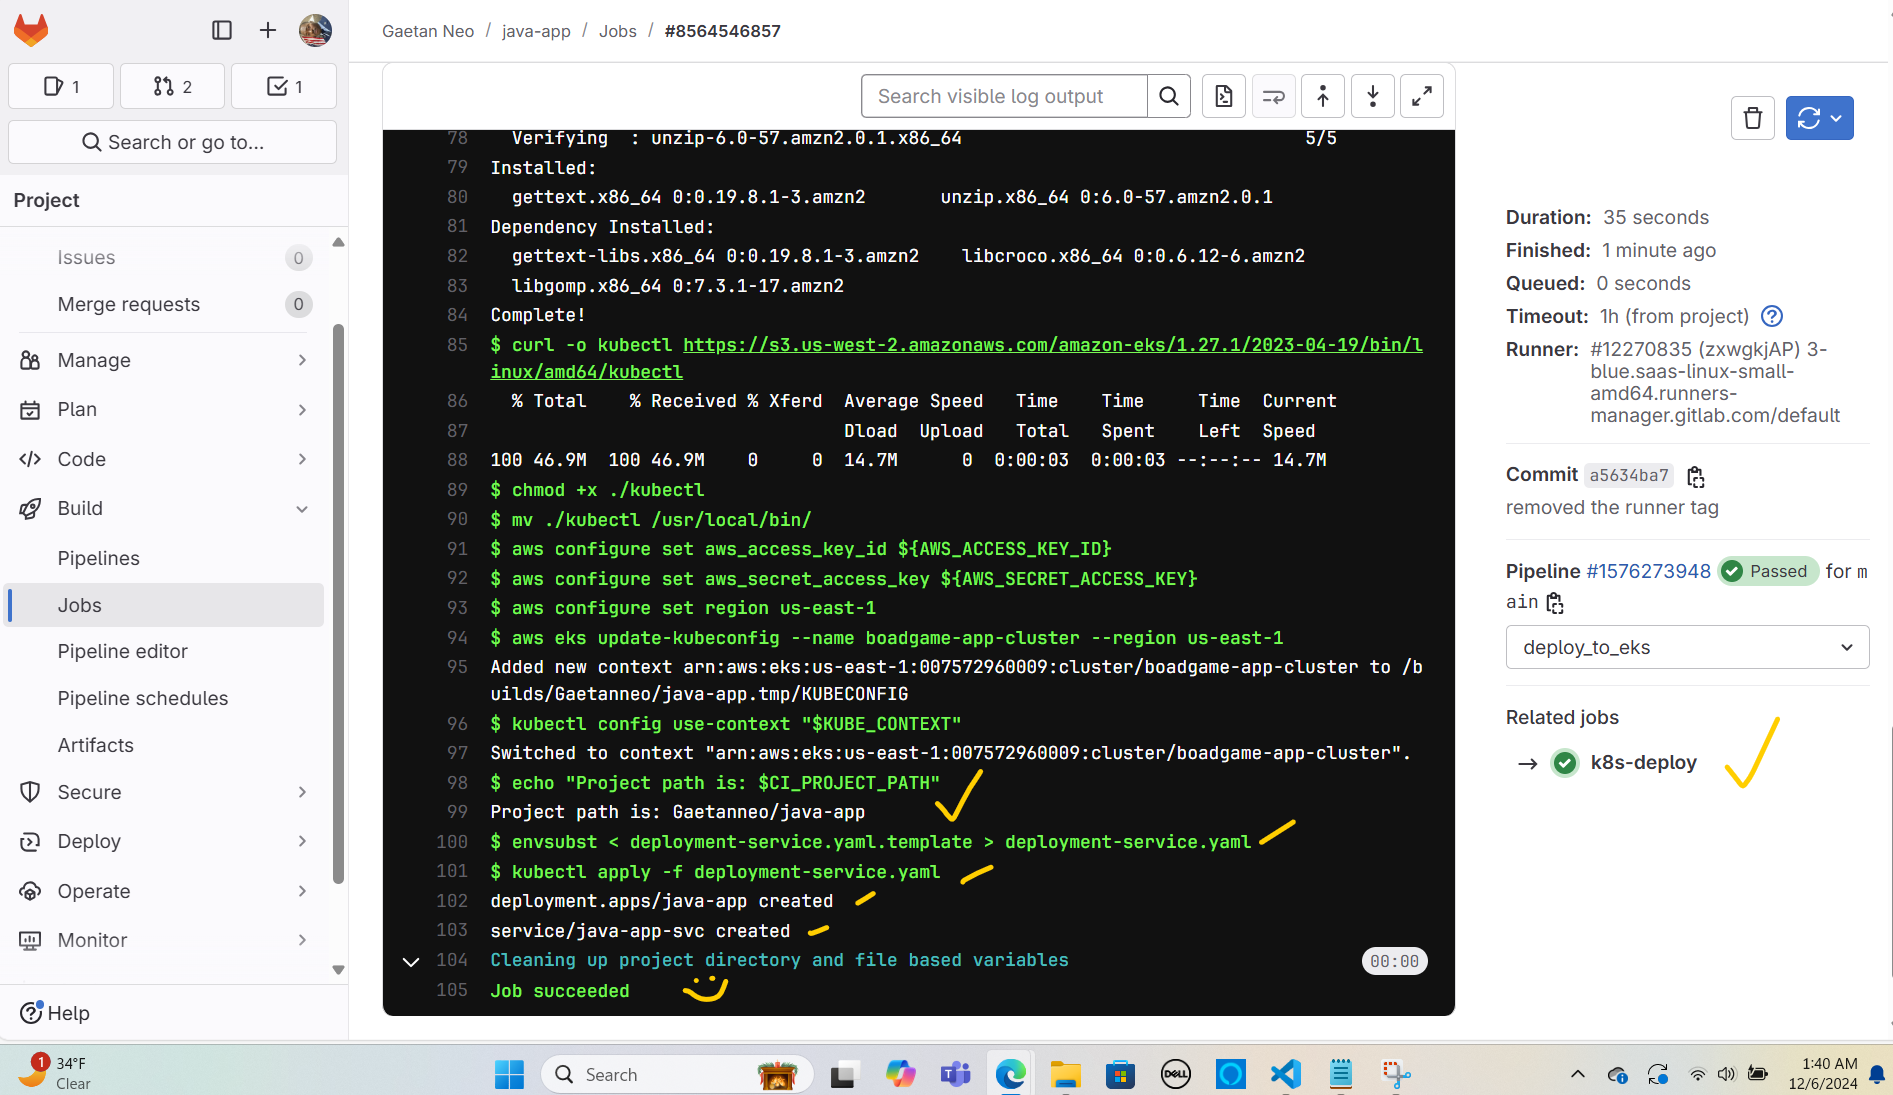 Gaetan Neo / java-app / Jobs / #8564546857
1
2
1
Search or go to...
Project
Issues 0
Merge requests 0
Manage
Plan
Code
Build
Pipelines
Jobs
Pipeline editor
Pipeline schedules
Artifacts
Secure
Deploy
Operate
Monitor
Help
Search visible log output
78 Verifying : unzip-6.0-57.amzn2.0.1.x86_64 5/5
79 Installed:
80 gettext.x86_64 0:0.19.8.1-3.amzn2 unzip.x86_64 0:6.0-57.amzn2.0.1
81 Dependency Installed:
82 gettext-libs.x86_64 0:0.19.8.1-3.amzn2 libcroco.x86_64 0:0.6.12-6.amzn2
83 libgomp.x86_64 0:7.3.1-17.amzn2
84 Complete!
85 $ curl -o kubectl https://s3.us-west-2.amazonaws.com/amazon-eks/1.27.1/2023-04-19/bin/l
inux/amd64/kubectl
86 % Total % Received % Xferd Average Speed Time Time Time Current
87 Dload Upload Total Spent Left Speed
88 100 46.9M 100 46.9M 0 0 14.7M 0 0:00:03 0:00:03 --:--:-- 14.7M
89 $ chmod +x ./kubectl
90 $ mv ./kubectl /usr/local/bin/
91 $ aws configure set aws_access_key_id ${AWS_ACCESS_KEY_ID}
92 $ aws configure set aws_secret_access_key ${AWS_SECRET_ACCESS_KEY}
93 $ aws configure set region us-east-1
94 $ aws eks update-kubeconfig --name boadgame-app-cluster --region us-east-1
95 Added new context arn:aws:eks:us-east-1:007572960009:cluster/boadgame-app-cluster to /b
uilds/Gaetanneo/java-app.tmp/KUBECONFIG
96 $ kubectl config use-context "$KUBE_CONTEXT"
97 Switched to context "arn:aws:eks:us-east-1:007572960009:cluster/boadgame-app-cluster".
98 $ echo "Project path is: $CI_PROJECT_PATH"
99 Project path is: Gaetanneo/java-app
100 $ envsubst < deployment-service.yaml.template > deployment-service.yaml
101 $ kubectl apply -f deployment-service.yaml
102 deployment.apps/java-app created
103 service/java-app-svc created
104 Cleaning up project directory and file based variables 00:00
105 Job succeeded
Duration: 35 seconds
Finished: 1 minute ago
Queued: 0 seconds
Timeout: 1h (from project)
Runner: #12270835 (zxwgkjAP) 3-
blue.saas-linux-small-
amd64.runners-
manager.gitlab.com/default
Commit a5634ba7
removed the runner tag
Pipeline #1576273948 Passed for m
ain
deploy_to_eks
Related jobs
k8s-deploy
1
34°F
Clear
Search
DELL
1:40 AM
12/6/2024